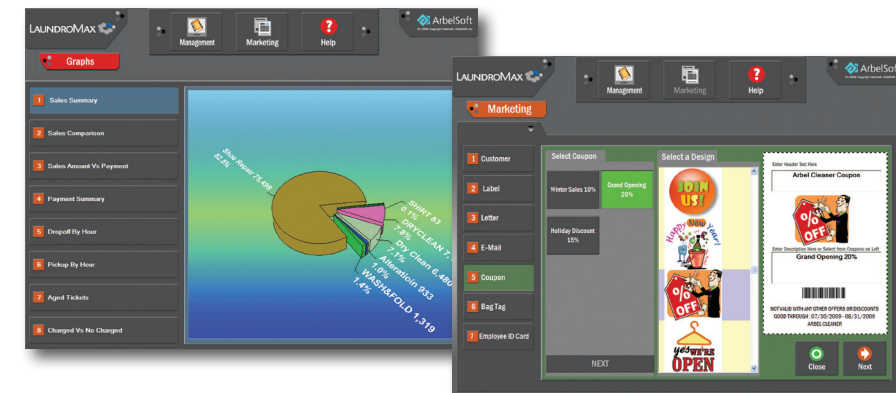 LAUNDROMAX
Management
Marketing
Help
ArbelSoft
Graphs
1 Sales Summary
2 Sales Comparison
3 Sales Amount Vs Payment
4 Payment Summary
5 Dropoff By Hour
6 Pickup By Hour
7 Aged Tickets
8 Charged Vs No Charged
Shoe Repair 75,498
82.3%
SHIRT 83
0.1%
DRYCLEAN 7,
7.8%
Dry Clean 6,480
7.1%
Alteratioin 933
1.0%
WASH&FOLD 1,319
1.4%
LAUNDROMAX
Management
Marketing
Help
ArbelSoft
Marketing
1 Customer
2 Label
3 Letter
4 E-Mail
5 Coupon
6 Bag Tag
7 Employee ID Card
Select Coupon
Winter Sales 10%
Grand Opening
20%
Holiday Discount
15%
NEXT
Select a Design
JOIN
US!
Happy New Year!
%
OFF
yes WE'RE
OPEN
Enter Header Text Here
Arbel Cleaner Coupon
%
OFF
Enter Description Here or Select from Coupons on Left
Grand Opening 20%
NOT VALID WITH ANY OTHER OFFERS OR DISCOUNTS
GOOD THROUGH : 07/30/2009 - 08/31/2009
ARBEL CLEANER
Close
Next